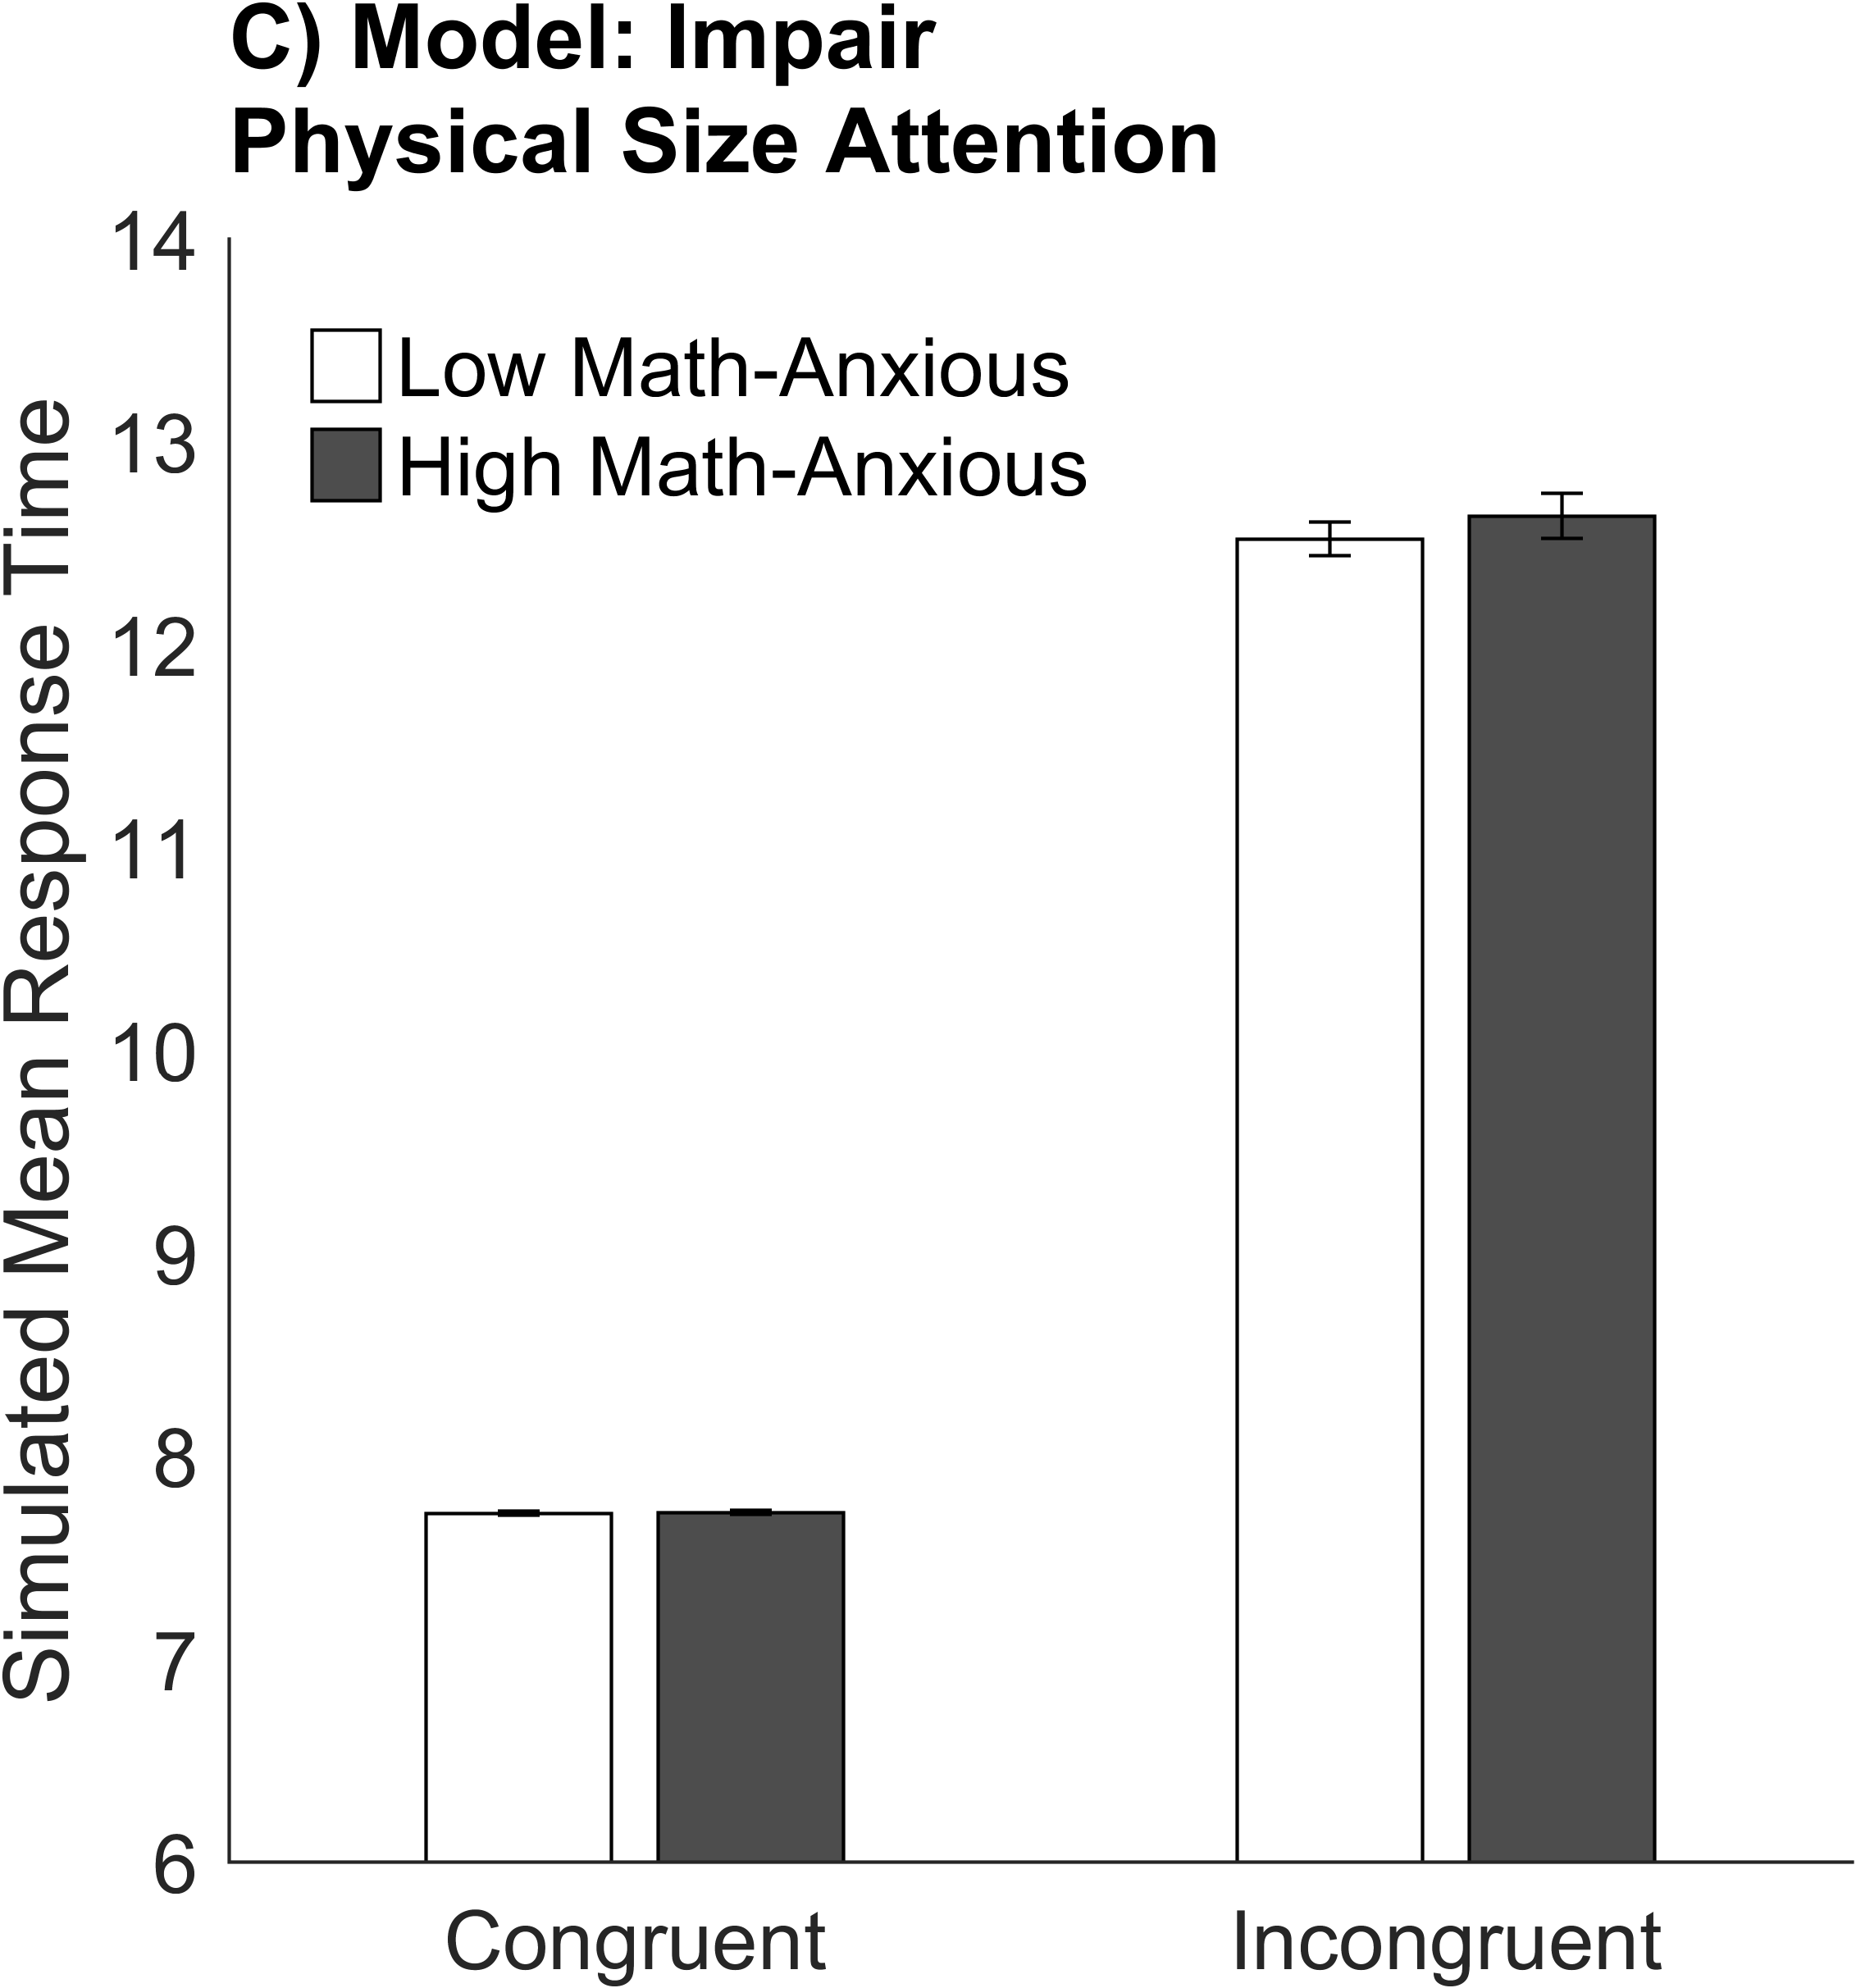 C) Model: Impair
Physical Size Attention
Simulated Mean Response Time
14
13
12
11
10
9
8
7
6
Low Math-Anxious
High Math-Anxious
Congruent
Incongruent